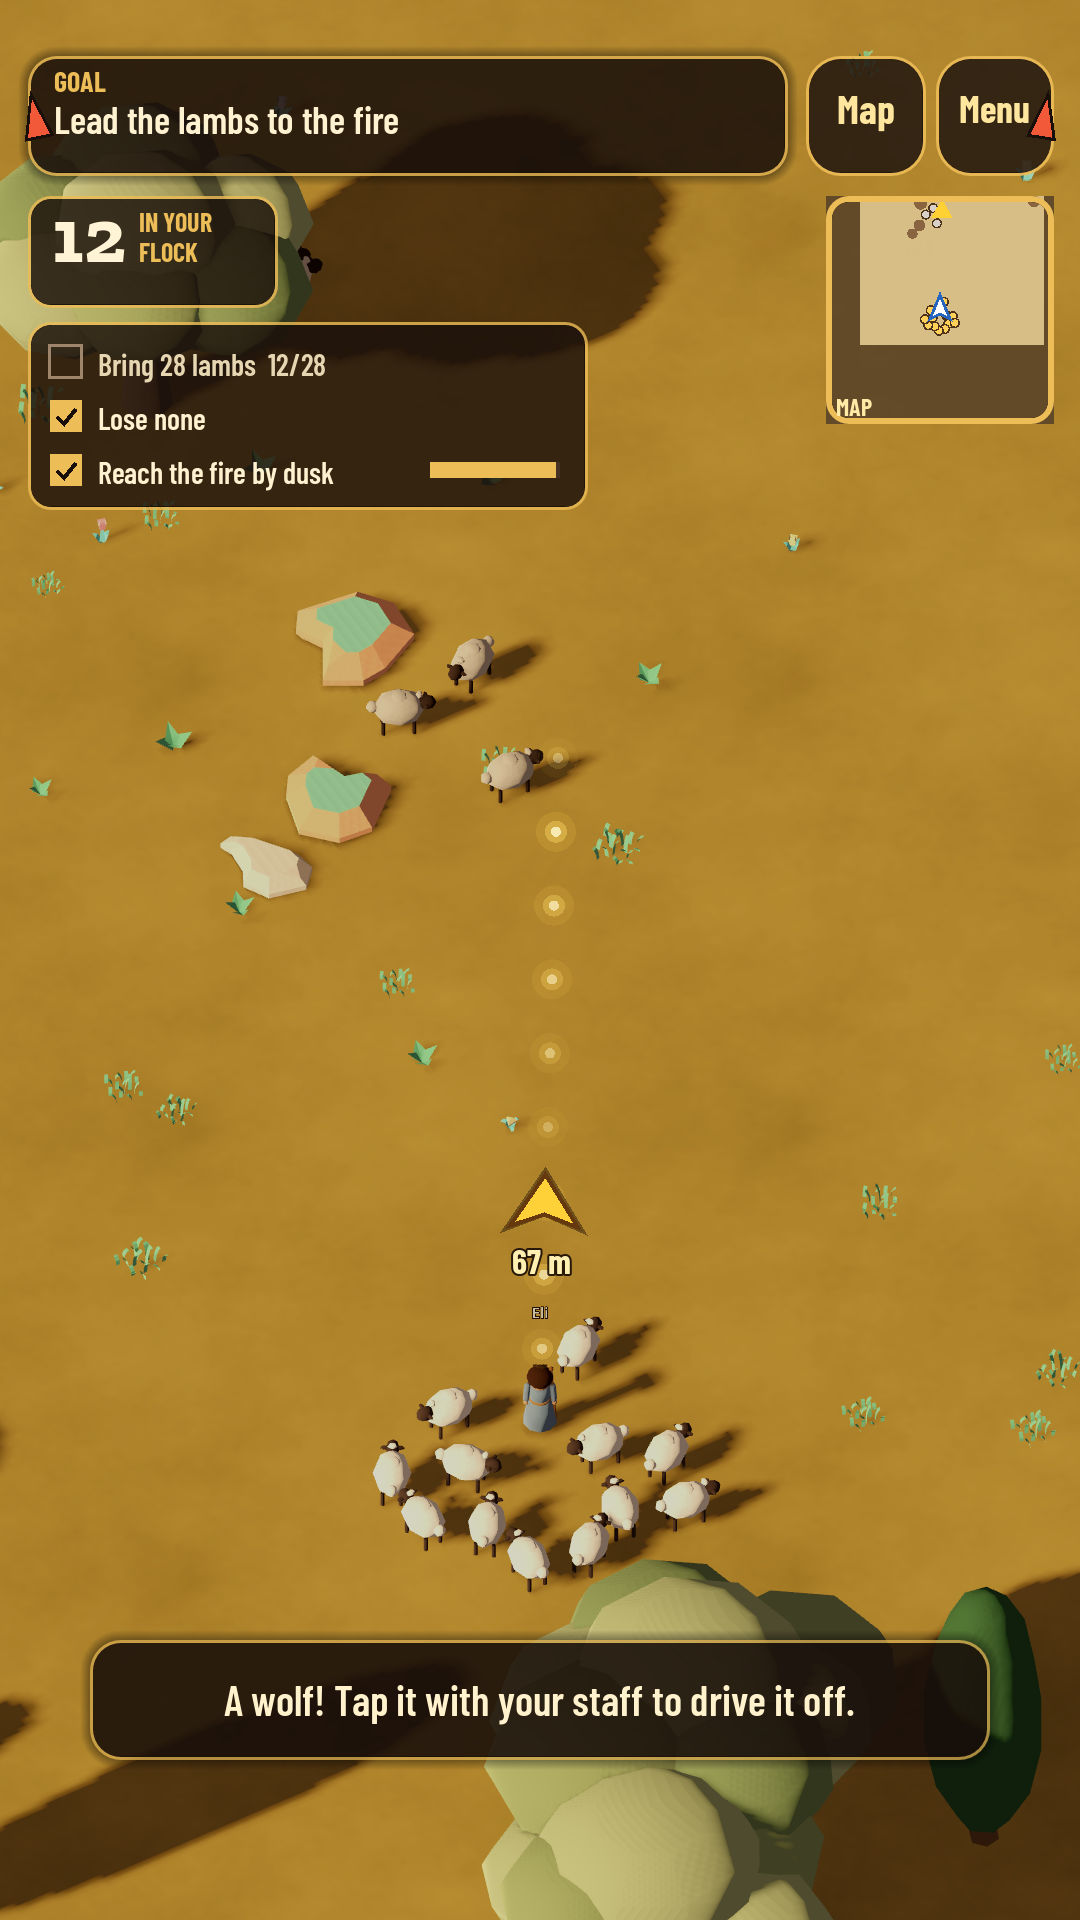 GOAL
Lead the lambs to the fire
Map
Menu
12 IN YOUR
FLOCK
Bring 28 lambs 12/28
Lose none
Reach the fire by dusk
MAP
67 m
Eli
A wolf! Tap it with your staff to drive it off.